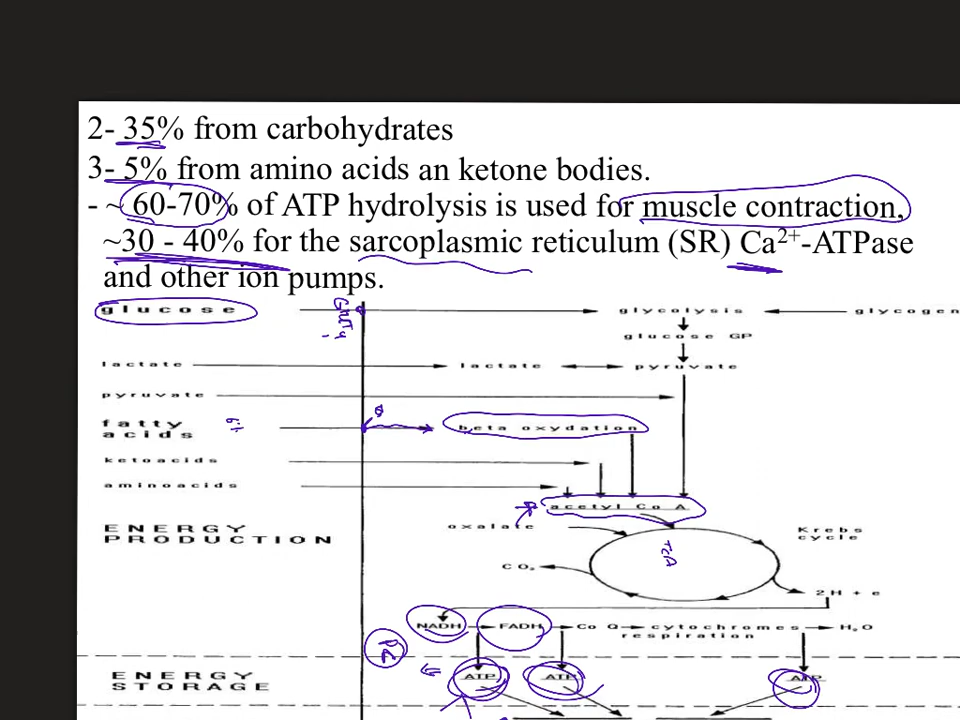 2- 35% from carbohydrates
3- 5% from amino acids an ketone bodies.
- ~ 60-70% of ATP hydrolysis is used for muscle contraction,
~30 - 40% for the sarcoplasmic reticulum (SR) Ca²⁺-ATPase
and other ion pumps.
glucose glycolysis glycogen
glucose GP
lactate lactate pyruvate
pyruvate
fatty acids beta oxydation
ketoacids
aminoacids
acetyl Co A
oxalate Krebs cycle
ENERGY PRODUCTION
TCA
CO₂
2H + e
NADH FADH Co Q cytochromes H₂O
respiration
ENERGY STORAGE
ATP ATP ATP